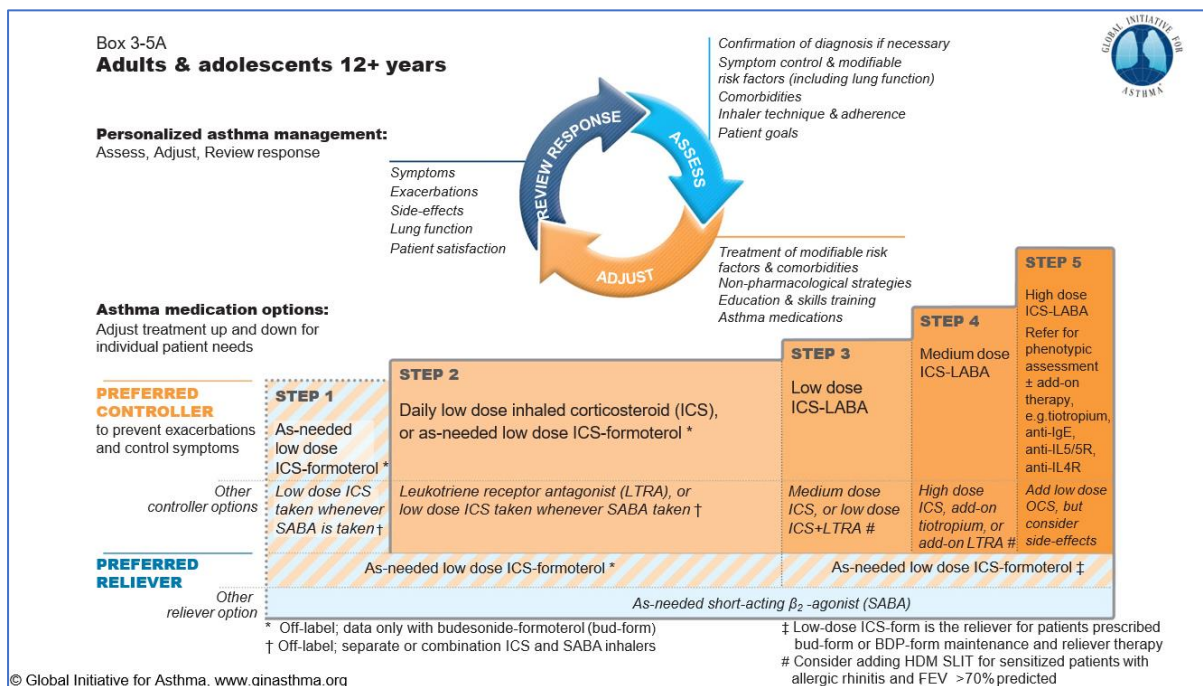 Box 3-5A
Adults & adolescents 12+ years
Personalized asthma management:
Assess, Adjust, Review response
Confirmation of diagnosis if necessary
Symptom control & modifiable
risk factors (including lung function)
Comorbidities
Inhaler technique & adherence
Patient goals
GLOBAL INITIATIVE FOR
ASTHMA
REVIEW RESPONSE
ASSESS
ADJUST
Symptoms
Exacerbations
Side-effects
Lung function
Patient satisfaction
Treatment of modifiable risk
factors & comorbidities
Non-pharmacological strategies
Education & skills training
Asthma medications
Asthma medication options:
Adjust treatment up and down for
individual patient needs
PREFERRED
CONTROLLER
to prevent exacerbations
and control symptoms
STEP 1
As-needed
low dose
ICS-formoterol *
STEP 2
Daily low dose inhaled corticosteroid (ICS),
or as-needed low dose ICS-formoterol *
STEP 3
Low dose
ICS-LABA
STEP 4
Medium dose
ICS-LABA
STEP 5
High dose
ICS-LABA
Refer for
phenotypic
assessment
± add-on
therapy,
e.g.tiotropium,
anti-IgE,
anti-IL5/5R,
anti-IL4R
Other
controller options
Low dose ICS
taken whenever
SABA is taken †
Leukotriene receptor antagonist (LTRA), or
low dose ICS taken whenever SABA taken †
Medium dose
ICS, or low dose
ICS+LTRA #
High dose
ICS, add-on
tiotropium, or
add-on LTRA #
Add low dose
OCS, but
consider
side-effects
PREFERRED
RELIEVER
As-needed low dose ICS-formoterol *
As-needed low dose ICS-formoterol ‡
Other
reliever option
As-needed short-acting β2 -agonist (SABA)
* Off-label; data only with budesonide-formoterol (bud-form)
† Off-label; separate or combination ICS and SABA inhalers
‡ Low-dose ICS-form is the reliever for patients prescribed
bud-form or BDP-form maintenance and reliever therapy
# Consider adding HDM SLIT for sensitized patients with
allergic rhinitis and FEV >70% predicted
© Global Initiative for Asthma, www.ginasthma.org